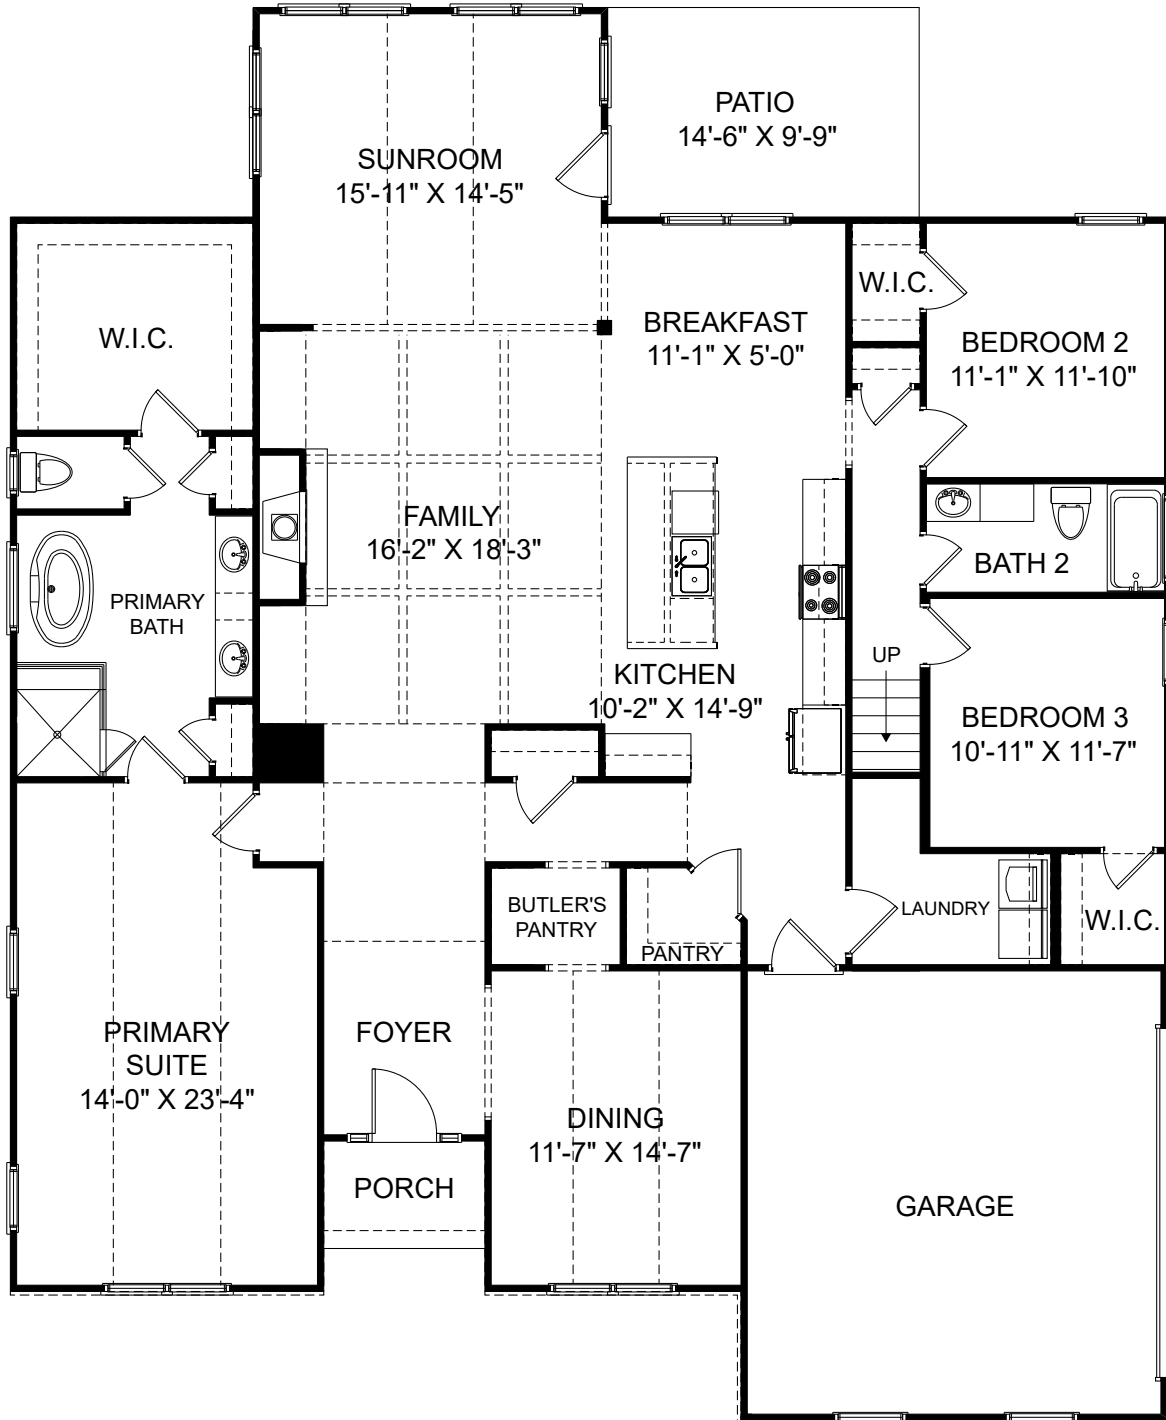 PATIO
14'-6" X 9'-9"
SUNROOM
15'-11" X 14'-5"
W.I.C.
W.I.C.
BREAKFAST
11'-1" X 5'-0"
BEDROOM 2
11'-1" X 11'-10"
FAMILY
16'-2" X 18'-3"
BATH 2
PRIMARY
BATH
UP
KITCHEN
10'-2" X 14'-9"
BEDROOM 3
10'-11" X 11'-7"
BUTLER'S
PANTRY
PANTRY
LAUNDRY
W.I.C.
PRIMARY
SUITE
14'-0" X 23'-4"
FOYER
DINING
11'-7" X 14'-7"
PORCH
GARAGE